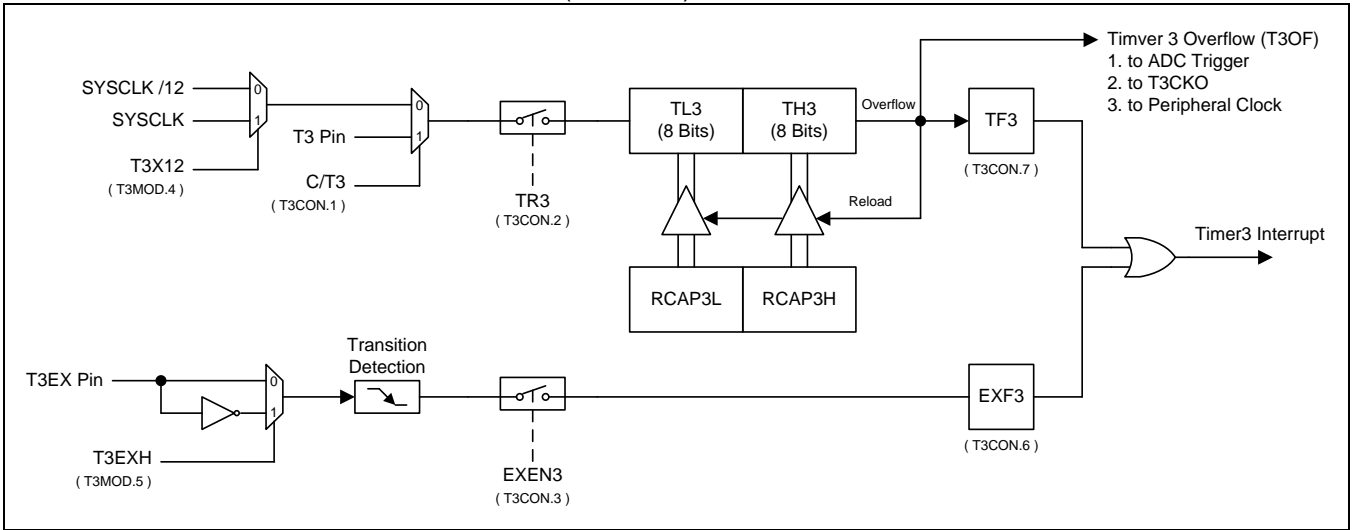 Timver 3 Overflow (T3OF)
1. to ADC Trigger
2. to T3CKO
3. to Peripheral Clock
SYSCLK /12
0
SYSCLK
1
T3X12
( T3MOD.4 )
0
T3 Pin
1
C/T3
( T3CON.1 )
TR3
( T3CON.2 )
TL3
(8 Bits)
TH3
(8 Bits)
Overflow
TF3
( T3CON.7 )
Reload
RCAP3L
RCAP3H
Timer3 Interrupt
T3EX Pin
0
1
T3EXH
( T3MOD.5 )
Transition
Detection
EXEN3
( T3CON.3 )
EXF3
( T3CON.6 )